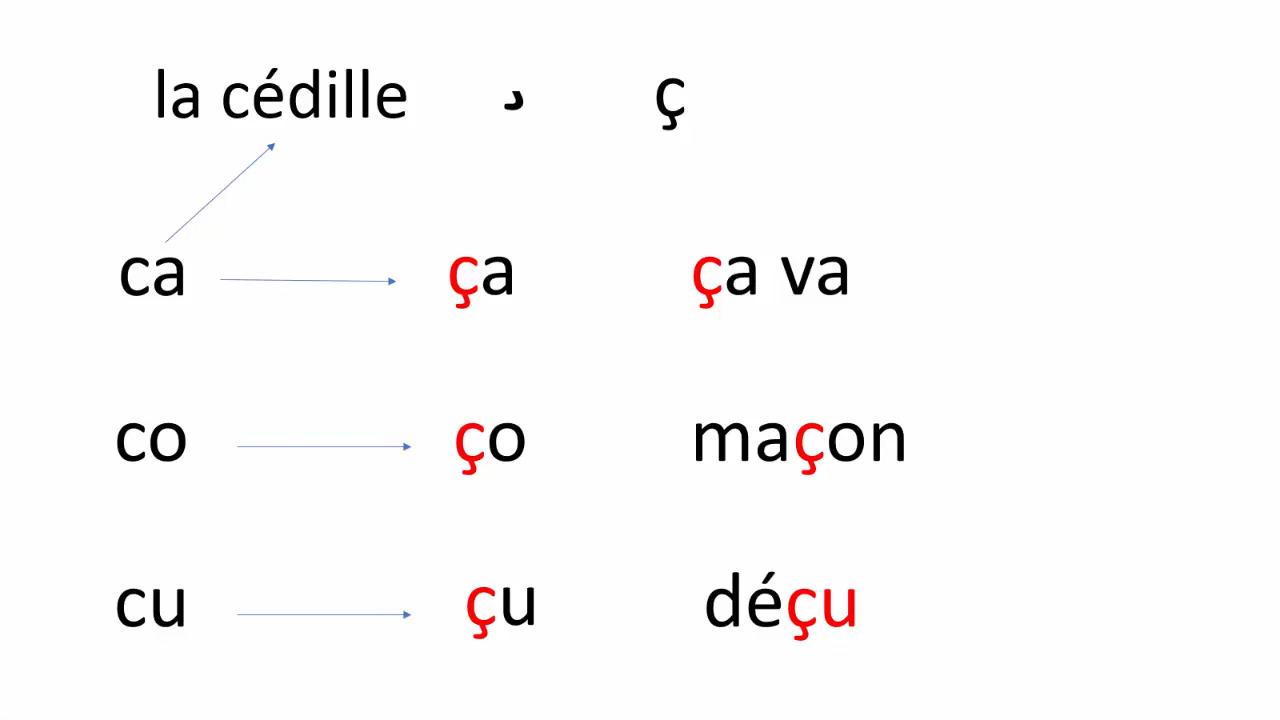 la cédille ¸ ç
ca ça ça va
co ço maçon
cu çu déçu